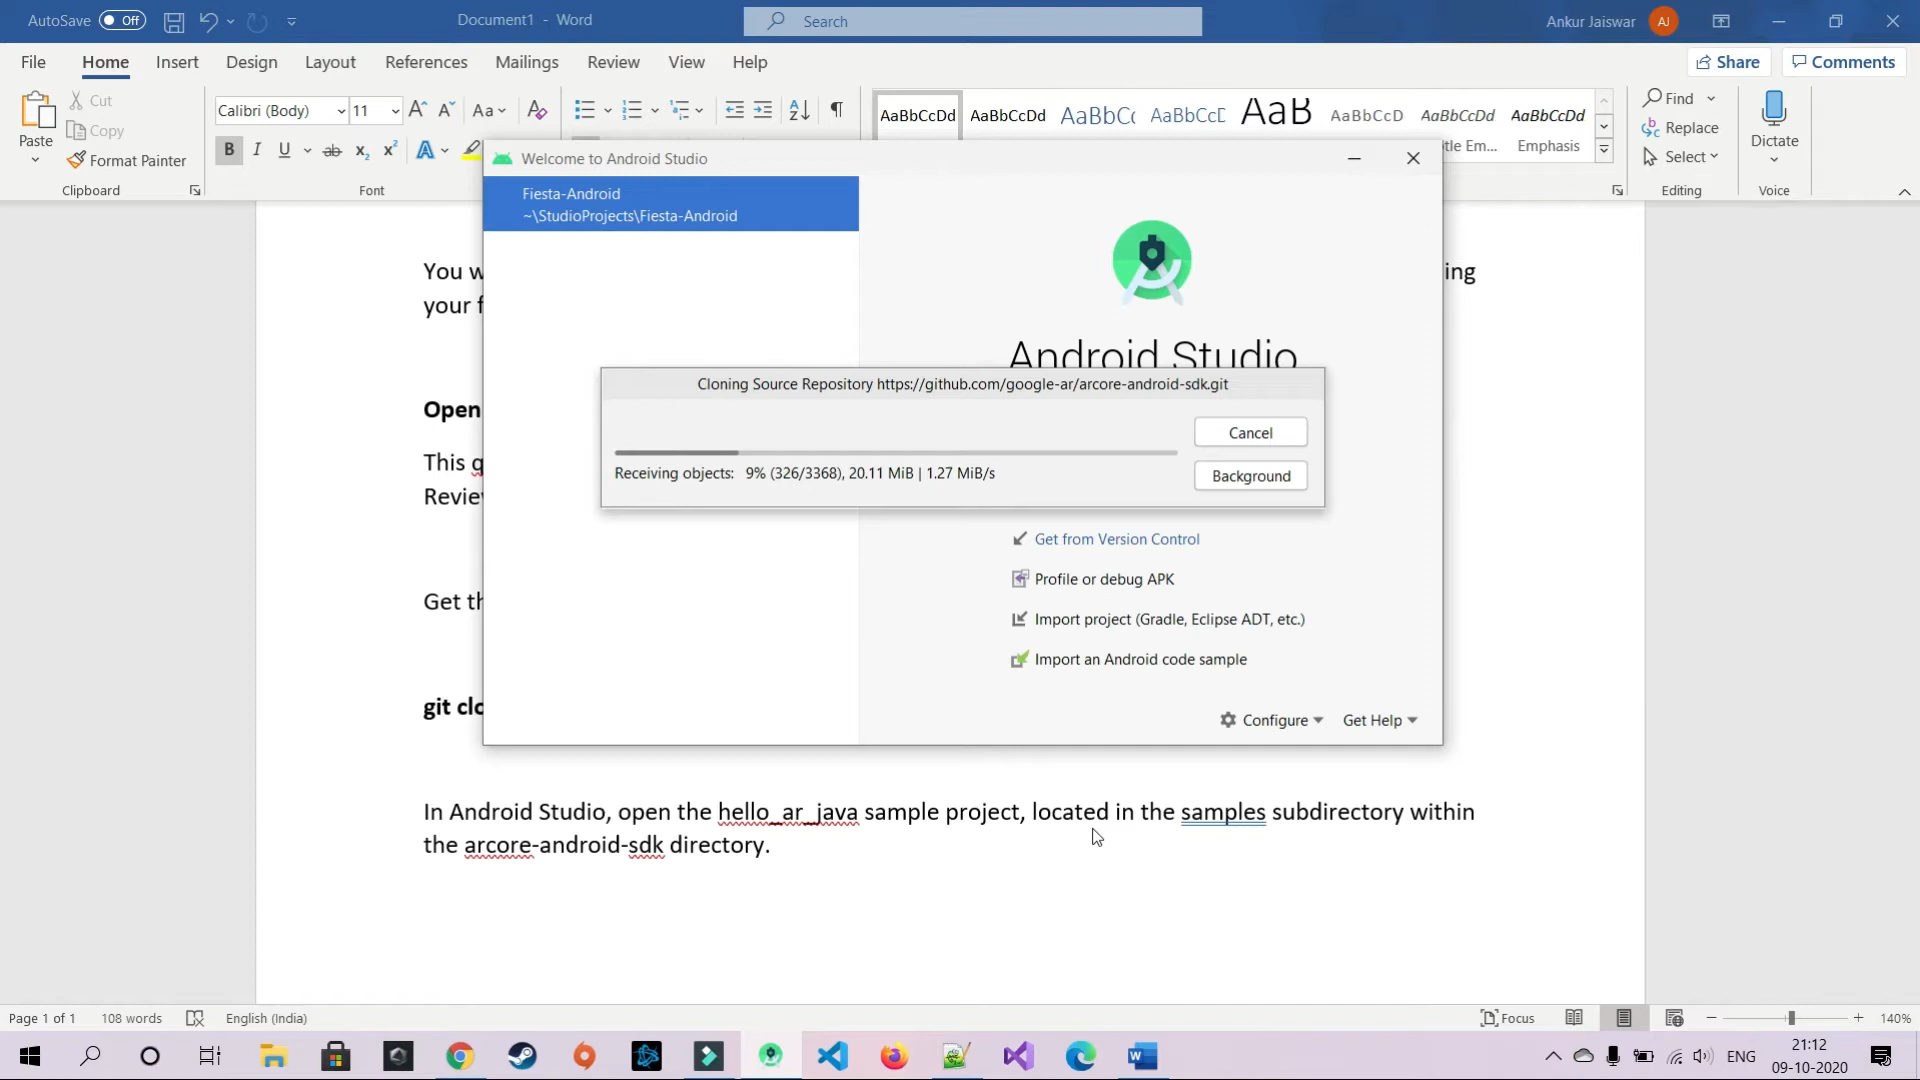 AutoSave Off
Document1 - Word
Search
Ankur Jaiswar AJ
File Home Insert Design Layout References Mailings Review View Help
Share Comments
Paste
Cut
Copy
Format Painter
Clipboard
Calibri (Body) 11
Aa
B I U ab x₂ x² A
Font
AaBbCcDd AaBbCcDd AaBbCc AaBbCcD AaB AaBbCcD AaBbCcDd AaBbCcDd
tle Em... Emphasis
Find
Replace
Select
Editing
Dictate
Voice
Welcome to Android Studio
Fiesta-Android
~\StudioProjects\Fiesta-Android
Android Studio
Cloning Source Repository https://github.com/google-ar/arcore-android-sdk.git
Receiving objects: 9% (326/3368), 20.11 MiB | 1.27 MiB/s
Cancel
Background
Get from Version Control
Profile or debug APK
Import project (Gradle, Eclipse ADT, etc.)
Import an Android code sample
Configure Get Help
You w
ing
your f
Open
This q
Revie
Get th
git clo
In Android Studio, open the hello_ar_java sample project, located in the samples subdirectory within
the arcore-android-sdk directory.
Page 1 of 1 108 words English (India)
Focus 140%
ENG
21:12
09-10-2020